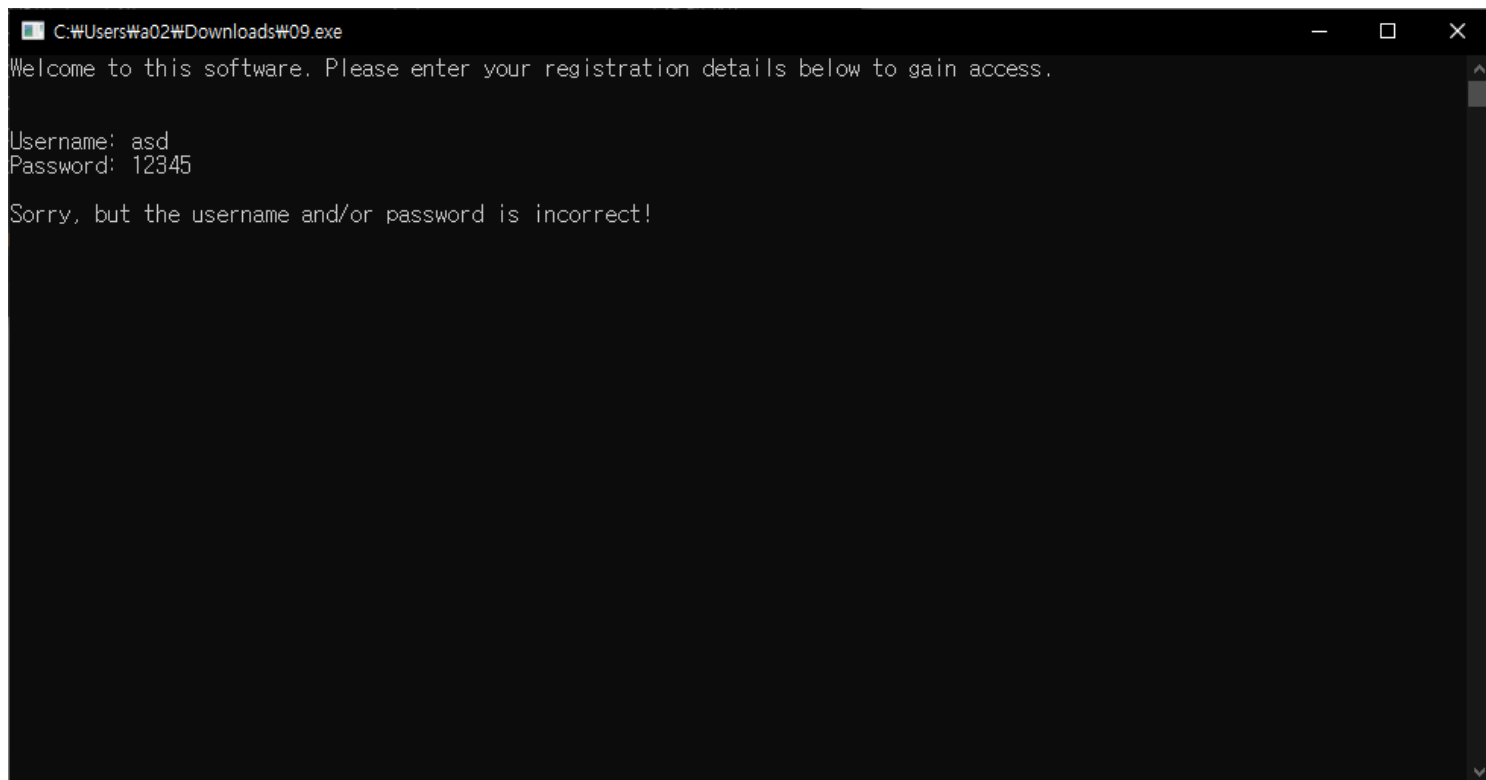 C:₩Users₩a02₩Downloads₩09.exe
Welcome to this software. Please enter your registration details below to gain access.
Username: asd
Password: 12345
Sorry, but the username and/or password is incorrect!